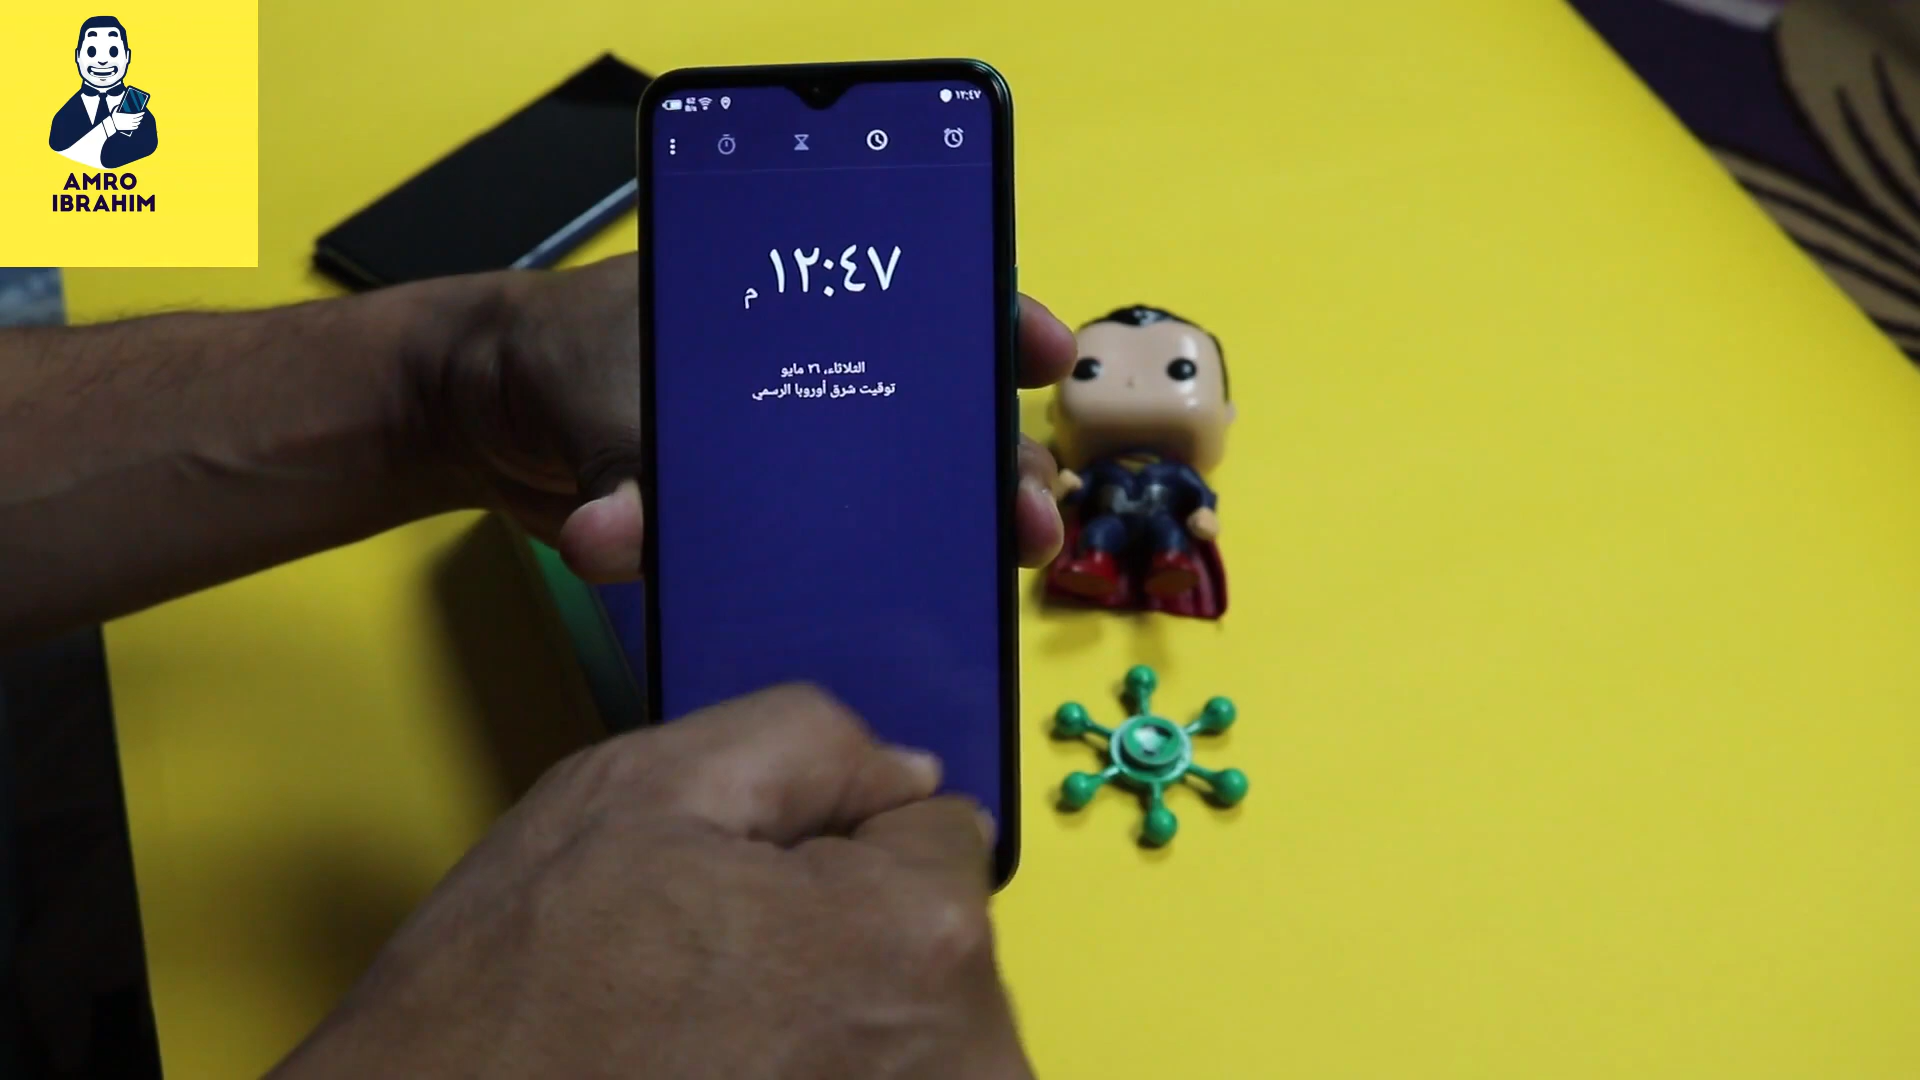 AMRO
IBRAHIM
١٢:٤٧
١٢:٤٧ م
الثلاثاء، ٢٦ مايو
توقيت شرق أوروبا الرسمي